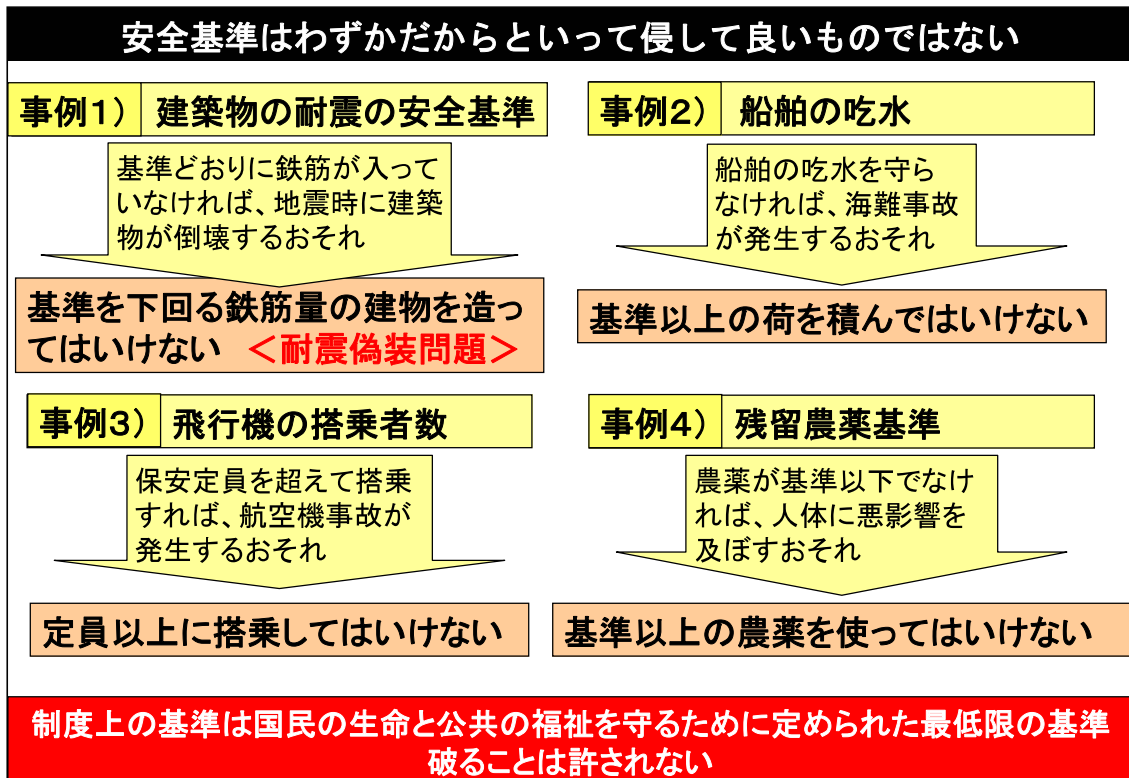 安全基準はわずかだからといって侵して良いものではない
事例1) 建築物の耐震の安全基準
基準どおりに鉄筋が入って
いなければ、地震時に建築
物が倒壊するおそれ
基準を下回る鉄筋量の建物を造っ
てはいけない <耐震偽装問題>
事例2) 船舶の吃水
船舶の吃水を守ら
なければ、海難事故
が発生するおそれ
基準以上の荷を積んではいけない
事例3) 飛行機の搭乗者数
保安定員を超えて搭乗
すれば、航空機事故が
発生するおそれ
定員以上に搭乗してはいけない
事例4) 残留農薬基準
農薬が基準以下でなけ
れば、人体に悪影響を
及ぼすおそれ
基準以上の農薬を使ってはいけない
制度上の基準は国民の生命と公共の福祉を守るために定められた最低限の基準
破ることは許されない